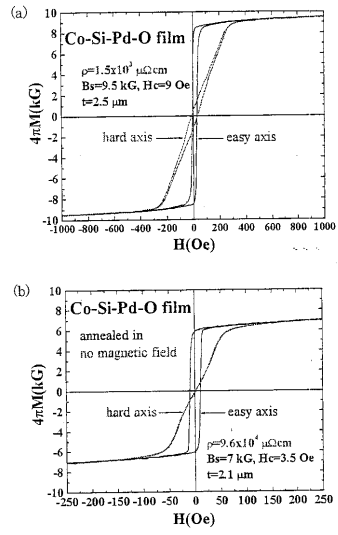 (a)
Co-Si-Pd-O film
ρ=1.5x10³ μΩcm
Bs=9.5 kG, Hc=9 Oe
t=2.5 μm
hard axis
easy axis
4πM(kG)
10
8
6
4
2
0
-2
-4
-6
-8
-10
-1000 -800 -600 -400 -200 0 200 400 600 800 1000
H(Oe)
(b)
Co-Si-Pd-O film
annealed in
no magnetic field
hard axis
easy axis
ρ=9.6x10⁴ μΩcm
Bs=7 kG, Hc=3.5 Oe
t=2.1 μm
4πM(kG)
10
8
6
4
2
0
-2
-4
-6
-8
-10
-250 -200 -150 -100 -50 0 50 100 150 200 250
H(Oe)